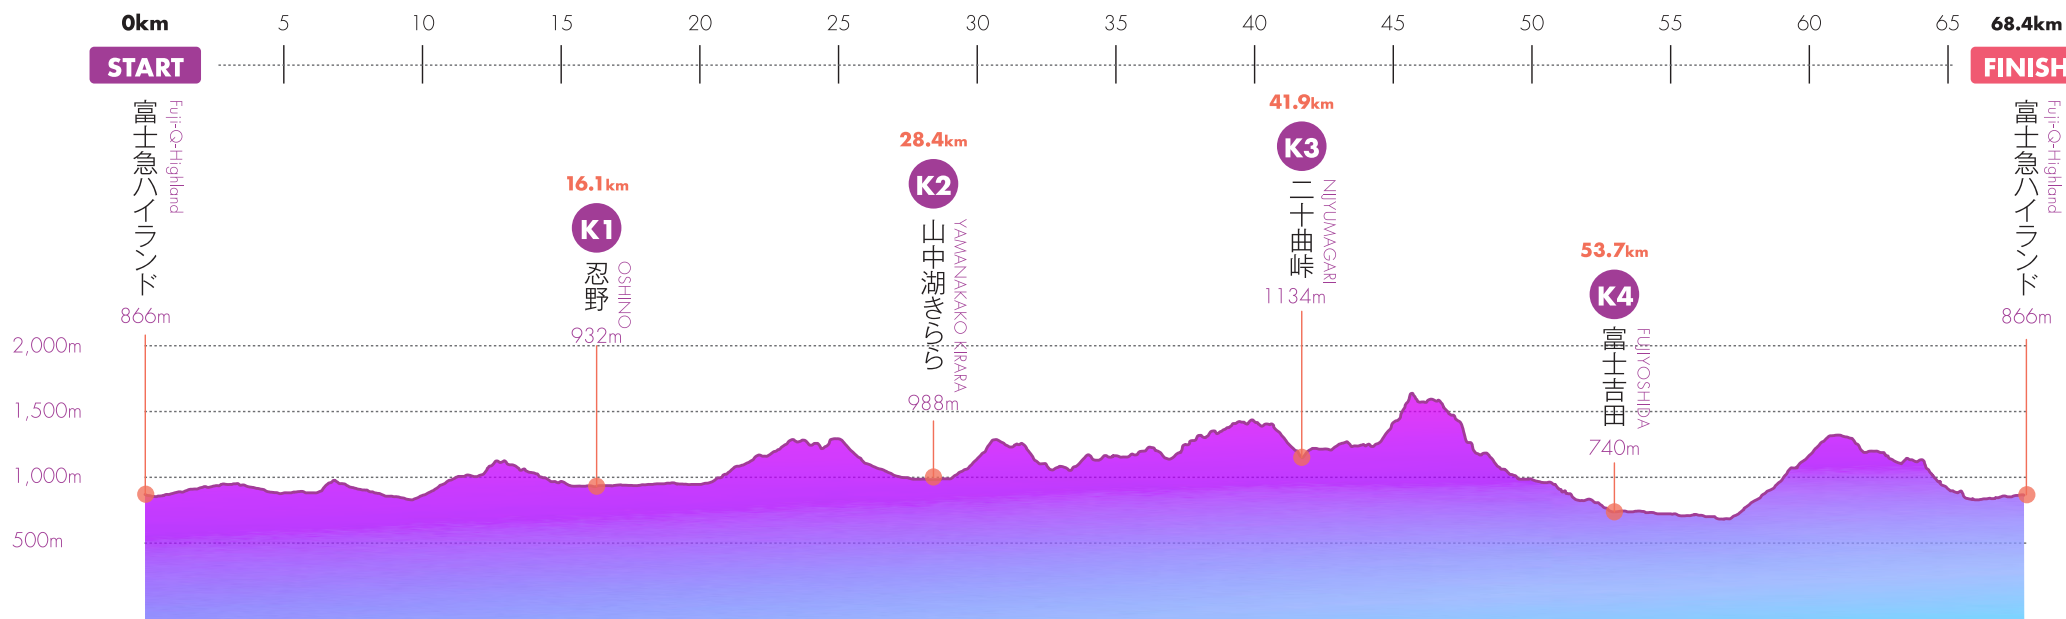 0km 5 10 15 20 25 30 35 40 45 50 55 60 65 68.4km
START
FINISH
富士急ハイランド
Fuji-Q-Highland
866m
16.1km
K1
忍野
OSHINO
932m
28.4km
K2
山中湖きらら
YAMANAKAKO KIRARA
988m
41.9km
K3
二十曲峠
NIJYUMAGARI
1134m
53.7km
K4
富士吉田
FUJIYOSHIDA
740m
富士急ハイランド
Fuji-Q-Highland
866m
2,000m
1,500m
1,000m
500m